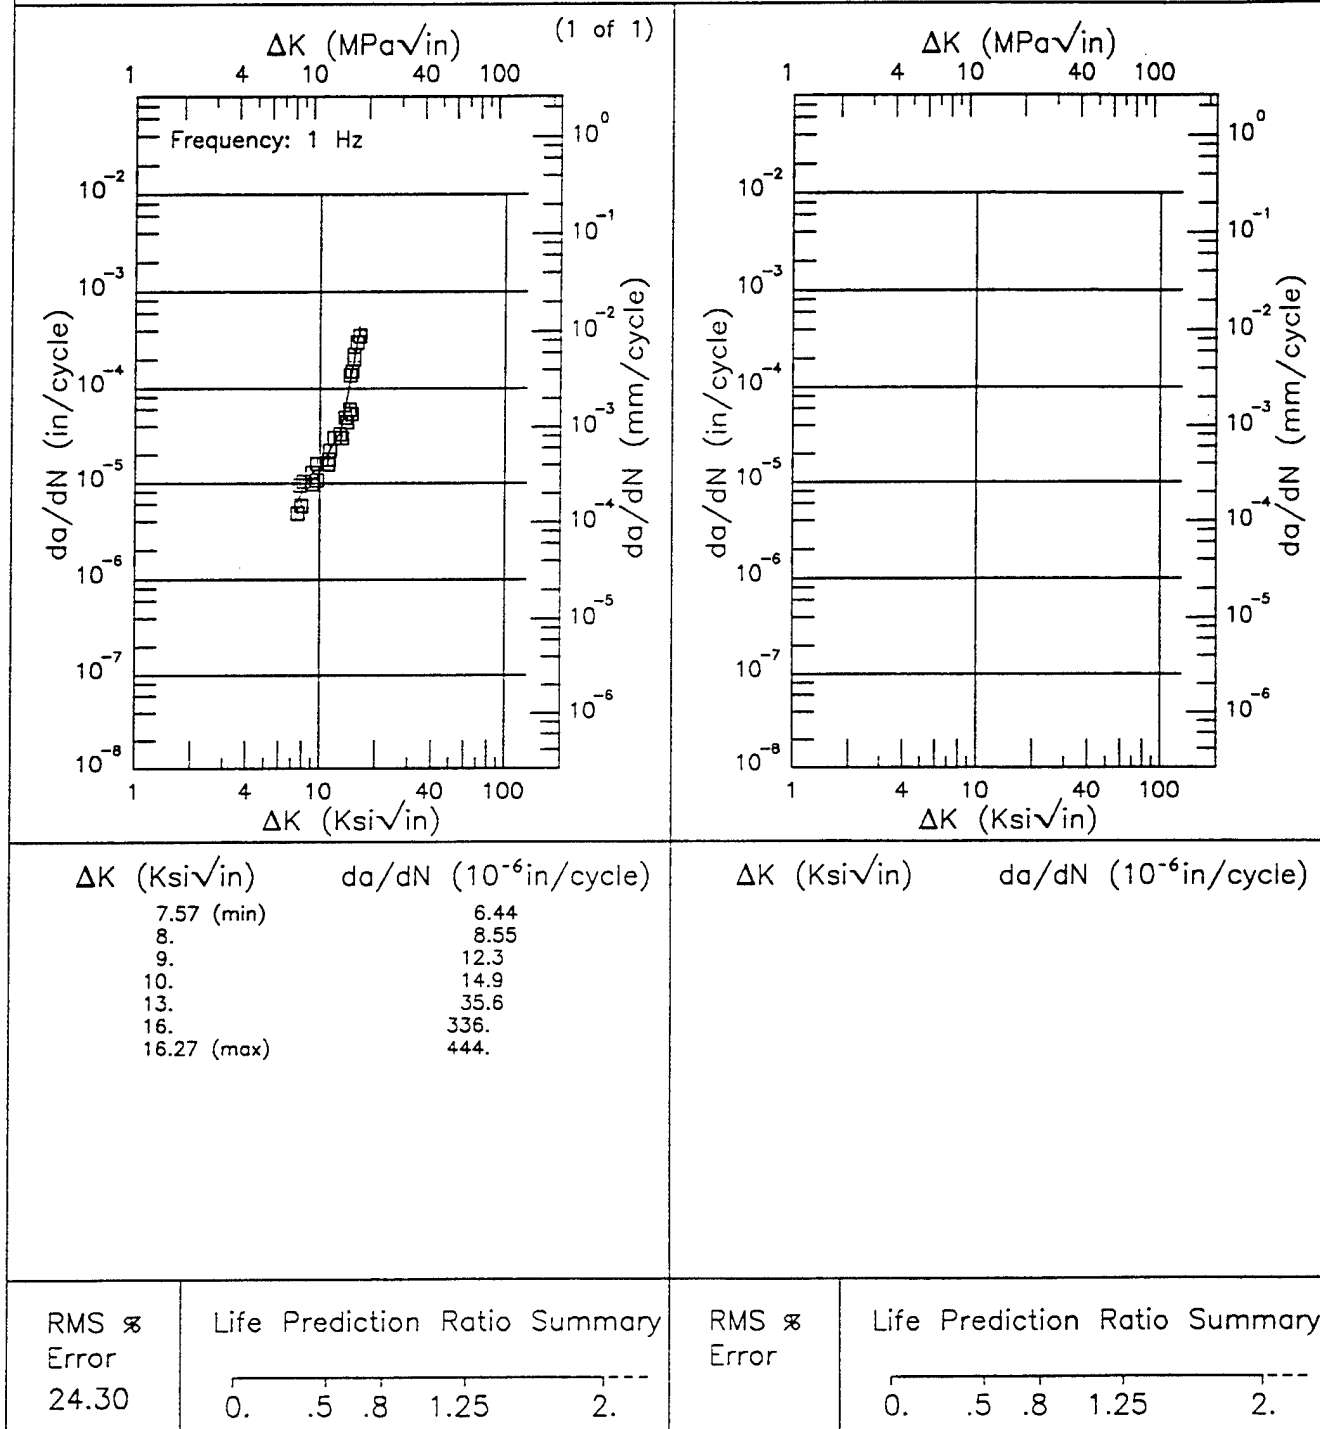 (1 of 1)
ΔK (MPa√in)
1 4 10 40 100
Frequency: 1 Hz
da/dN (in/cycle)
10⁻²
10⁻³
10⁻⁴
10⁻⁵
10⁻⁶
10⁻⁷
10⁻⁸
10⁰
10⁻¹
10⁻²
10⁻³
10⁻⁴
10⁻⁵
10⁻⁶
da/dN (mm/cycle)
1 4 10 40 100
ΔK (Ksi√in)
ΔK (MPa√in)
1 4 10 40 100
da/dN (in/cycle)
10⁻²
10⁻³
10⁻⁴
10⁻⁵
10⁻⁶
10⁻⁷
10⁻⁸
10⁰
10⁻¹
10⁻²
10⁻³
10⁻⁴
10⁻⁵
10⁻⁶
da/dN (mm/cycle)
1 4 10 40 100
ΔK (Ksi√in)
ΔK (Ksi√in) da/dN (10⁻⁶in/cycle)
7.57 (min) 6.44
8. 8.55
9. 12.3
10. 14.9
13. 35.6
16. 336.
16.27 (max) 444.
ΔK (Ksi√in) da/dN (10⁻⁶in/cycle)
RMS %
Error
24.30
Life Prediction Ratio Summary
0. .5 .8 1.25 2.
RMS %
Error
Life Prediction Ratio Summary
0. .5 .8 1.25 2.